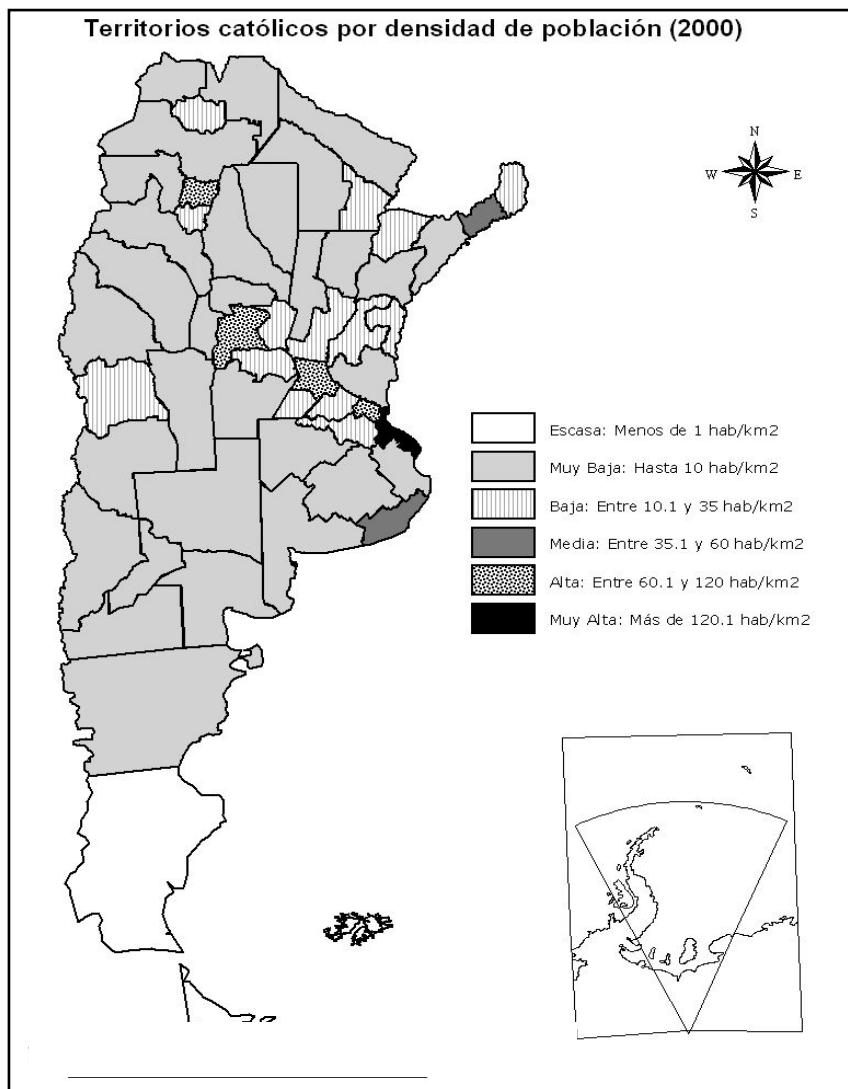 Territorios católicos por densidad de población (2000)
N
W
E
S
Escasa: Menos de 1 hab/km2
Muy Baja: Hasta 10 hab/km2
Baja: Entre 10.1 y 35 hab/km2
Media: Entre 35.1 y 60 hab/km2
Alta: Entre 60.1 y 120 hab/km2
Muy Alta: Más de 120.1 hab/km2